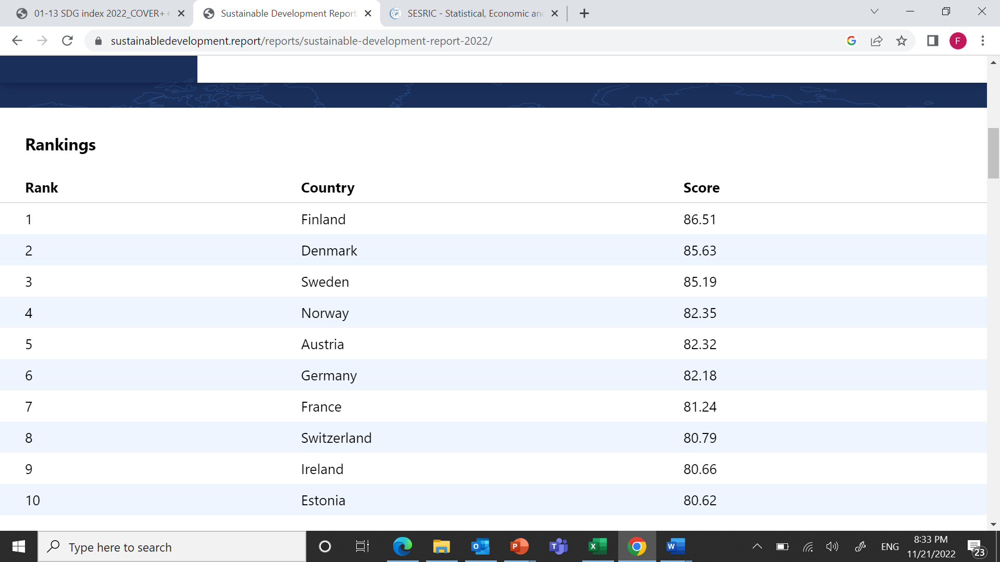 01-13 SDG index 2022_COVER++
Sustainable Development Report
SESRIC - Statistical, Economic and
sustainabledevelopment.report/reports/sustainable-development-report-2022/
F
Rankings
Rank Country Score
1 Finland 86.51
2 Denmark 85.63
3 Sweden 85.19
4 Norway 82.35
5 Austria 82.32
6 Germany 82.18
7 France 81.24
8 Switzerland 80.79
9 Ireland 80.66
10 Estonia 80.62
Type here to search
ENG
8:33 PM
11/21/2022
23